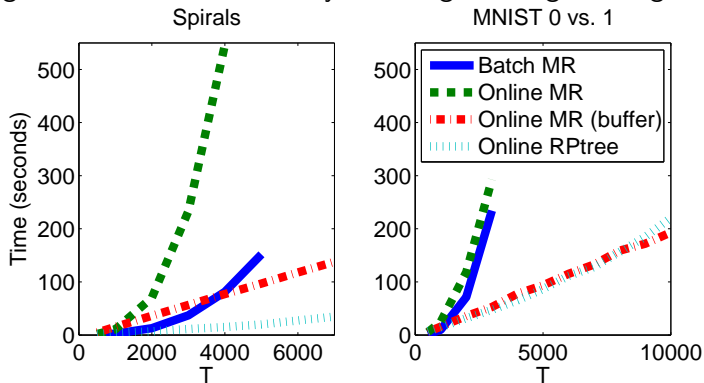 Spirals
MNIST 0 vs. 1
Time (seconds)
500
400
300
200
100
0
0 2000 4000 6000
T
500
400
300
200
100
0
0 5000 10000
T
Batch MR
Online MR
Online MR (buffer)
Online RPtree